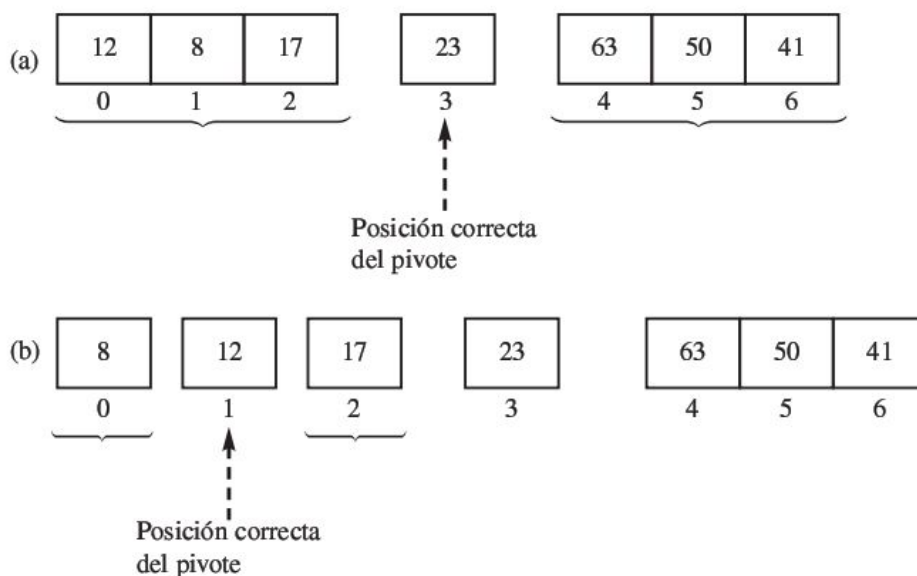 (a) 12 8 17 23 63 50 41
0 1 2 3 4 5 6
Posición correcta
del pivote
(b) 8 12 17 23 63 50 41
0 1 2 3 4 5 6
Posición correcta
del pivote